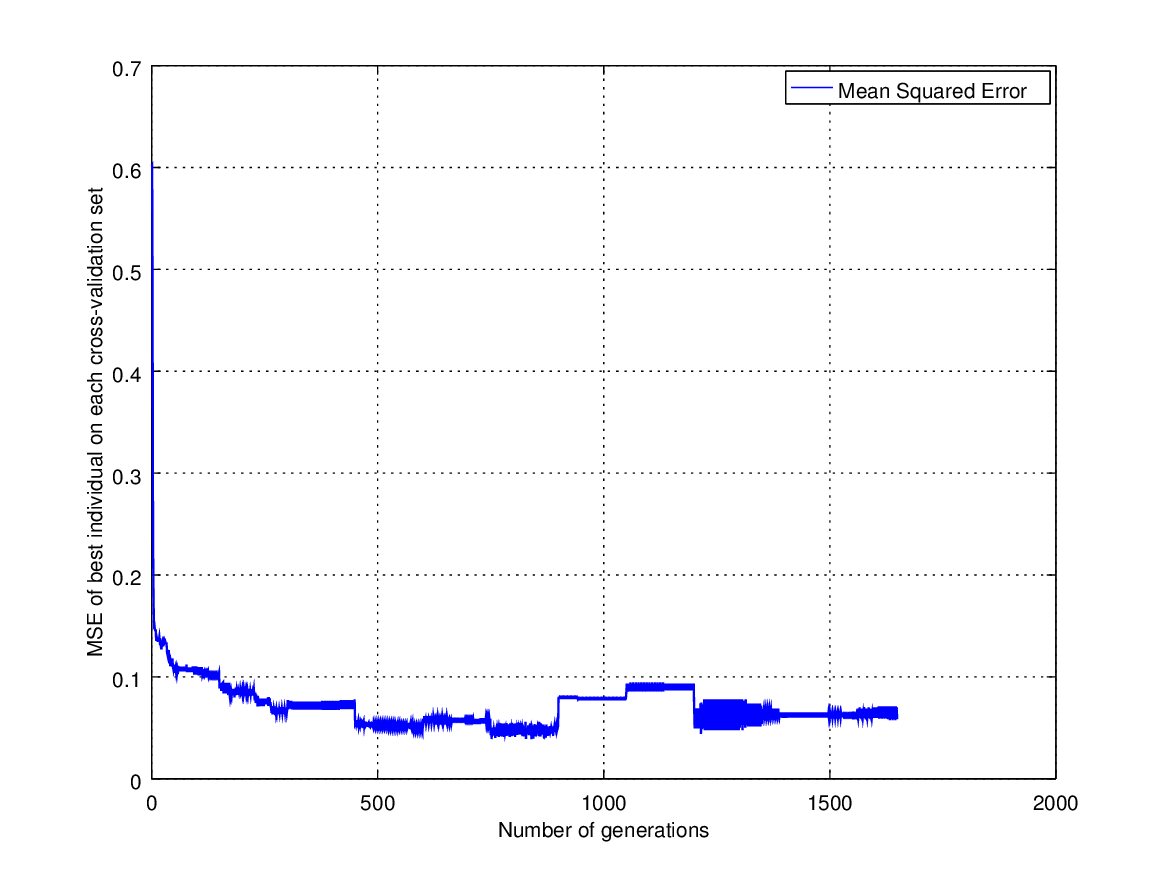 0.7
Mean Squared Error
0.6
0.5
0.4
0.3
0.2
0.1
0
MSE of best individual on each cross-validation set
0 500 1000 1500 2000
Number of generations